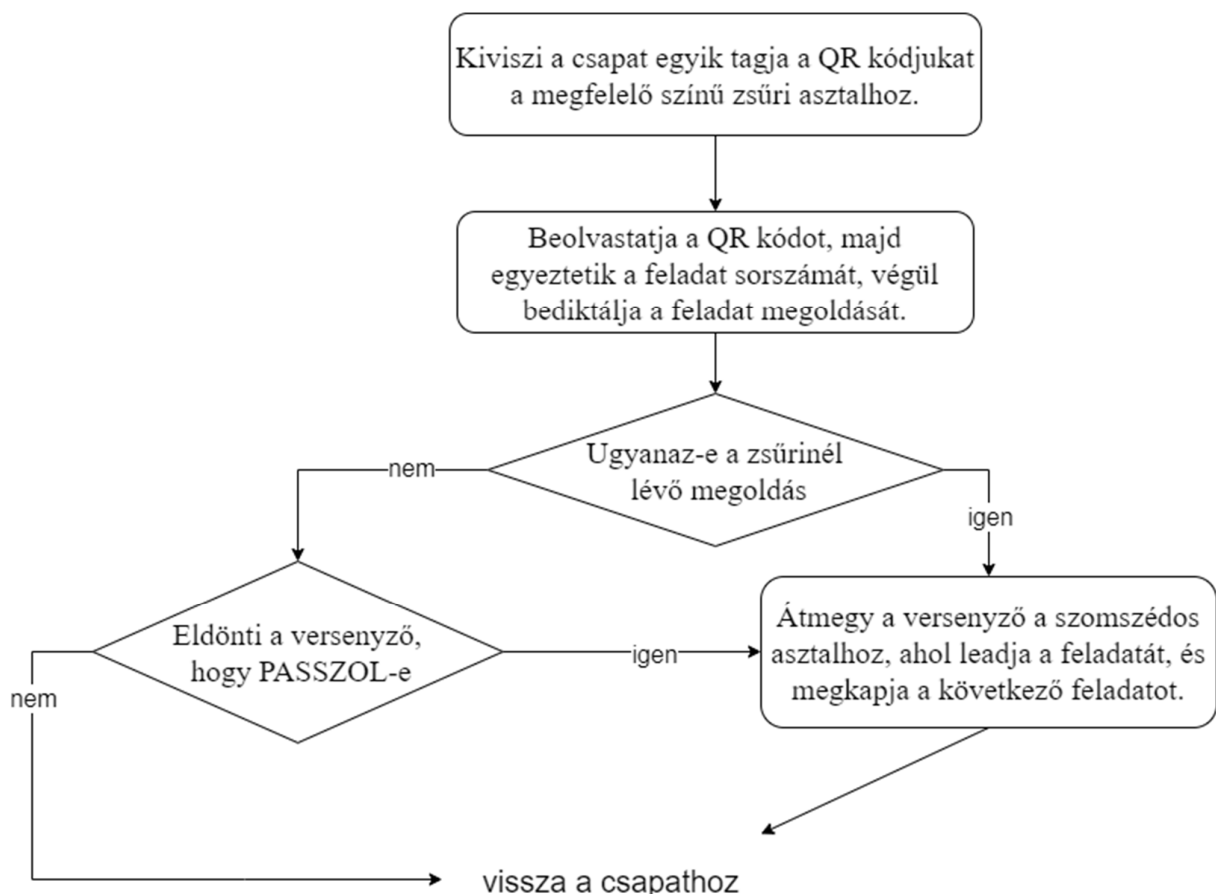 Kiviszi a csapat egyik tagja a QR kódjukat
a megfelelő színű zsűri asztalhoz.
Beolvastatja a QR kódot, majd
egyeztetik a feladat sorszámát, végül
bediktálja a feladat megoldását.
Ugyanaz-e a zsűrinél
lévő megoldás
nem
igen
Eldönti a versenyző,
hogy PASSZOL-e
nem
igen
Átmegy a versenyző a szomszédos
asztalhoz, ahol leadja a feladatát, és
megkapja a következő feladatot.
vissza a csapathoz